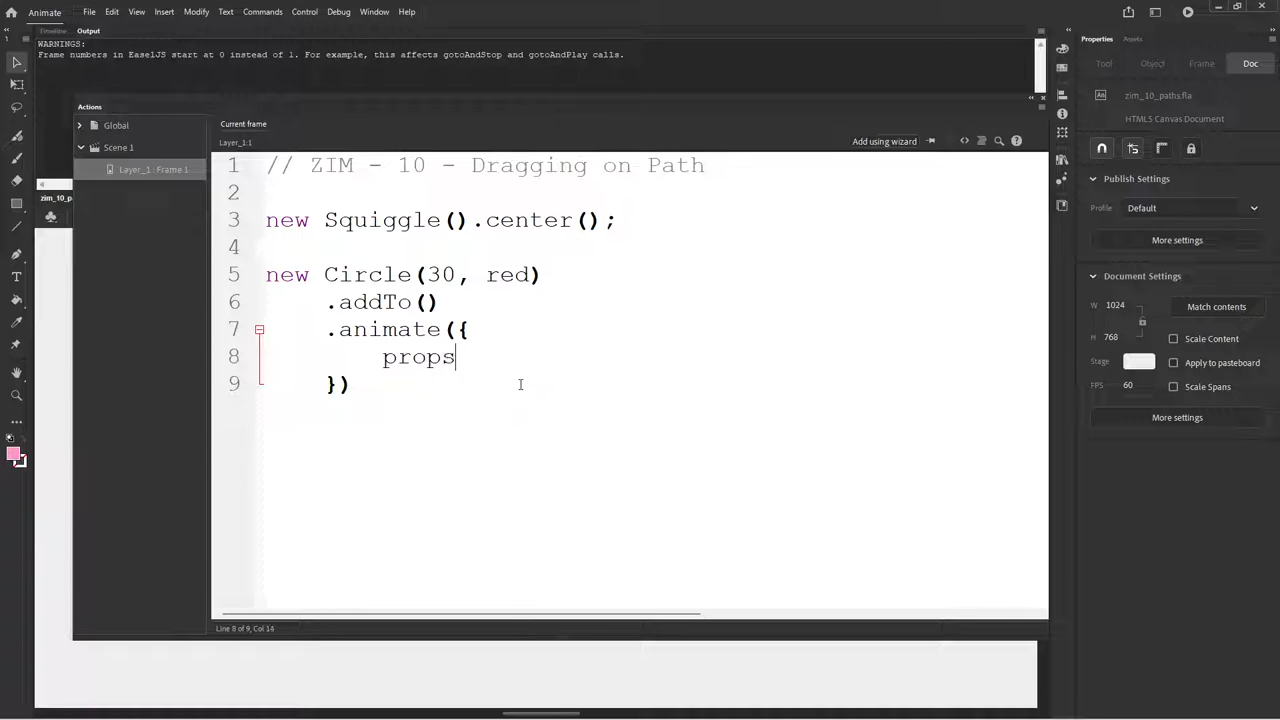 Animate File Edit View Insert Modify Text Commands Control Debug Window Help
Timeline Output
WARNINGS:
Frame numbers in EaselJS start at 0 instead of 1. For example, this affects gotoAndStop and gotoAndPlay calls.
Actions
Global
Scene 1
Layer_1 : Frame 1
zim_10_p
Current frame
Layer_1:1
Add using wizard
1 // ZIM - 10 - Dragging on Path
2
3 new Squiggle().center();
4
5 new Circle(30, red)
6 .addTo()
7 .animate({
8 props
9 })
Line 8 of 9, Col 14
Properties Assets
Tool Object Frame Doc
zim_10_paths.fla
HTML5 Canvas Document
Publish Settings
Profile Default
More settings
Document Settings
W 1024 Match contents
H 768 Scale Content
Stage Apply to pasteboard
FPS 60 Scale Spans
More settings